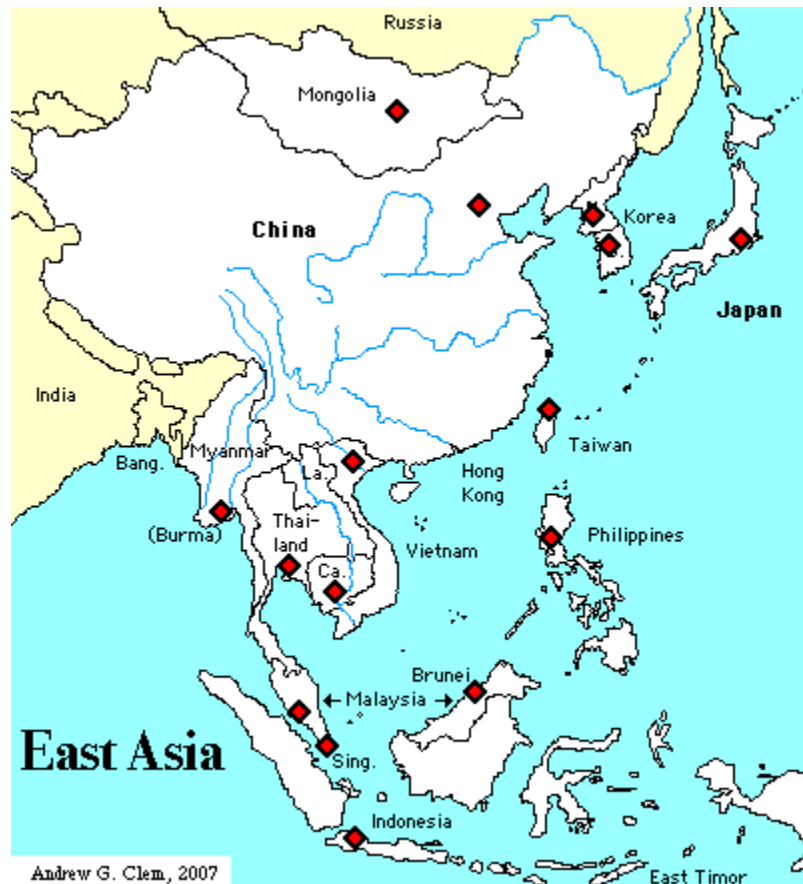 Russia
Mongolia
China
Korea
Japan
India
Myanmar
Bang.
La.
Taiwan
Hong
Kong
(Burma)
Thai-
land
Vietnam
Philippines
Ca.
Brunei
Malaysia
East Asia
Sing.
Indonesia
Andrew G. Clem, 2007
East Timor